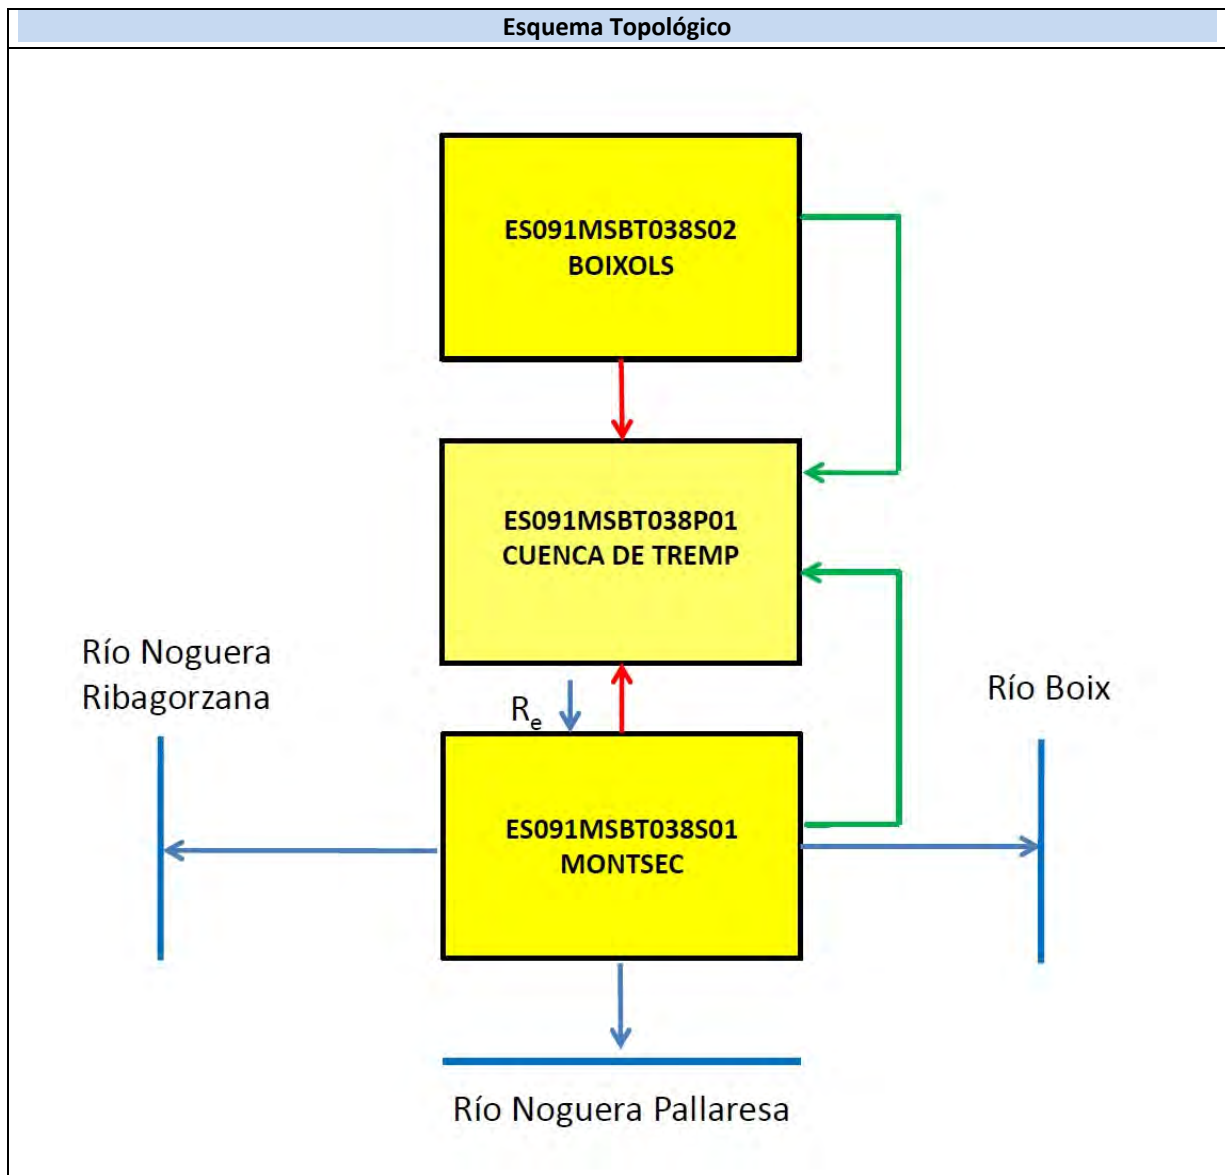 Esquema Topológico
ES091MSBT038S02
BOIXOLS
ES091MSBT038P01
CUENCA DE TREMP
Río Noguera
Ribagorzana
Río Boix
Re
ES091MSBT038S01
MONTSEC
Río Noguera Pallaresa